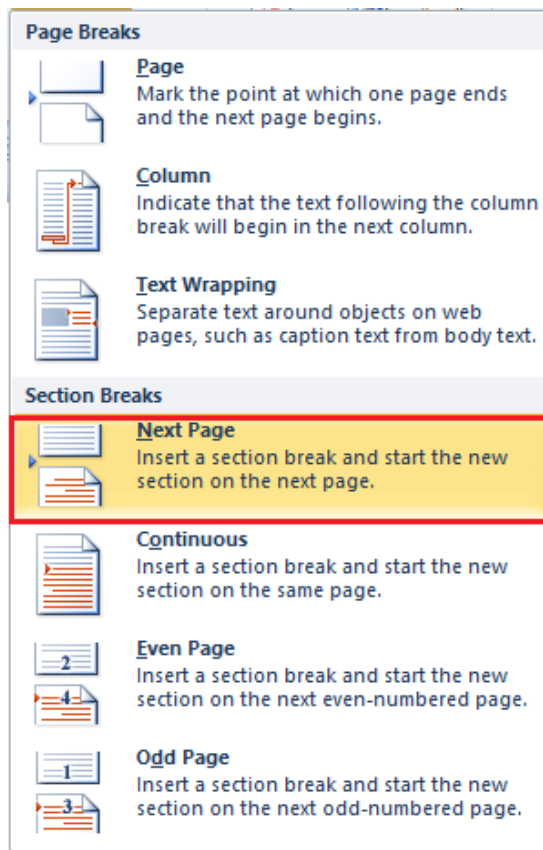 Page Breaks
Page
Mark the point at which one page ends
and the next page begins.
Column
Indicate that the text following the column
break will begin in the next column.
Text Wrapping
Separate text around objects on web
pages, such as caption text from body text.
Section Breaks
Next Page
Insert a section break and start the new
section on the next page.
Continuous
Insert a section break and start the new
section on the same page.
2
4
Even Page
Insert a section break and start the new
section on the next even-numbered page.
1
3
Odd Page
Insert a section break and start the new
section on the next odd-numbered page.